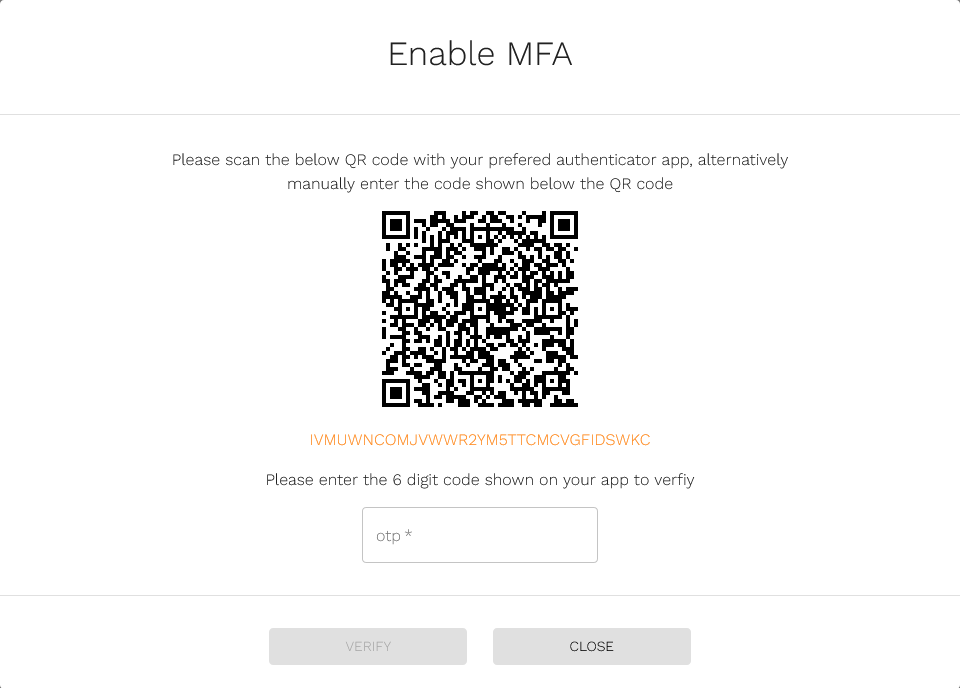 Enable MFA
Please scan the below QR code with your prefered authenticator app, alternatively
manually enter the code shown below the QR code
IVMUWNCOMJVWWR2YM5TTCMCVGFIDSWKC
Please enter the 6 digit code shown on your app to verfiy
otp *
VERIFY
CLOSE